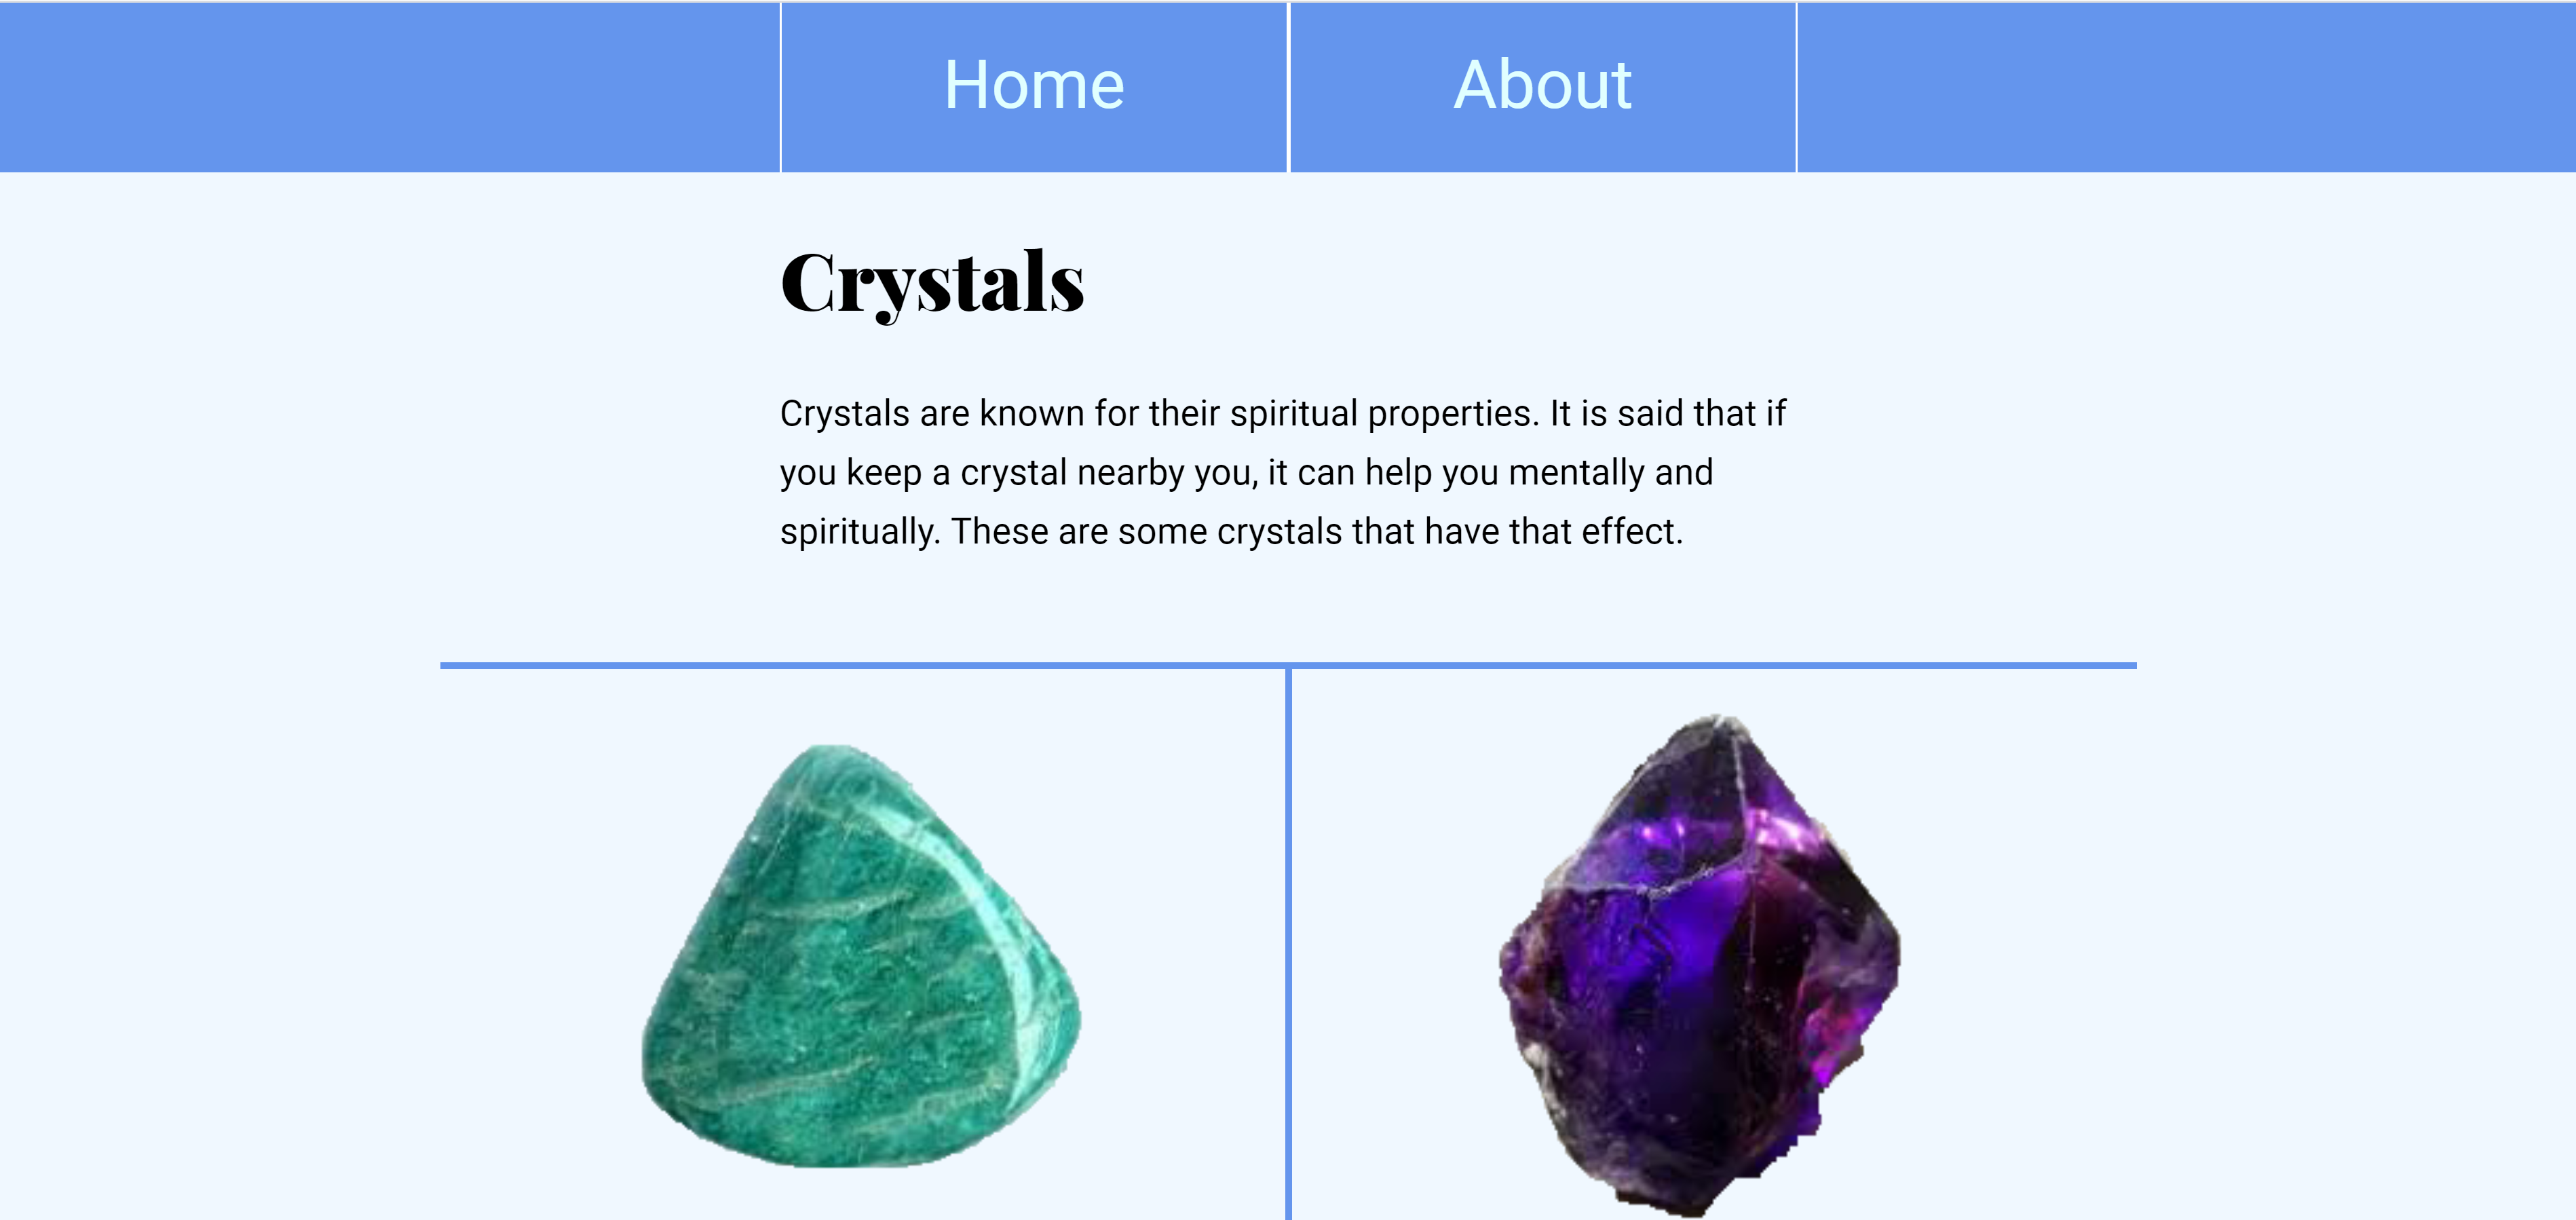 Home
About
Crystals
Crystals are known for their spiritual properties. It is said that if
you keep a crystal nearby you, it can help you mentally and
spiritually. These are some crystals that have that effect.